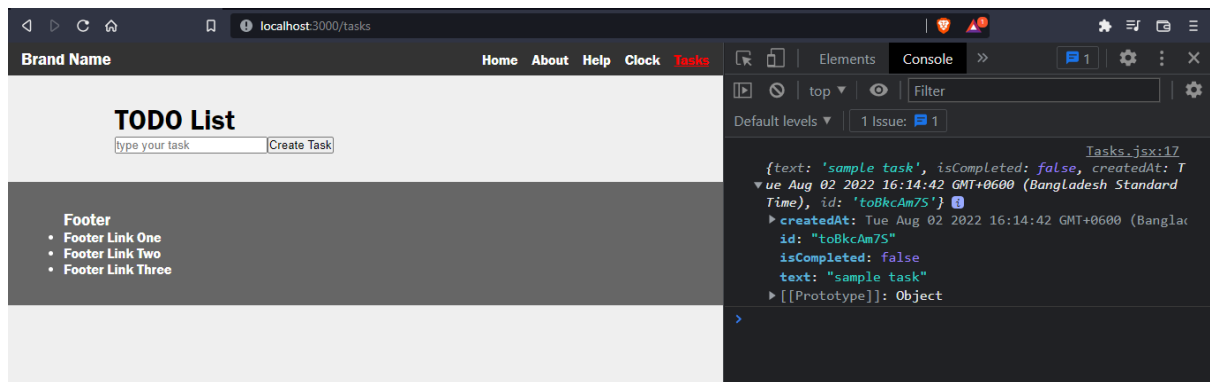 localhost:3000/tasks
Brand Name
Home About Help Clock Tasks
TODO List
type your task Create Task
Footer
• Footer Link One
• Footer Link Two
• Footer Link Three
Elements Console » 1
top ▼ Filter
Default levels ▼ 1 Issue: 1
Tasks.jsx:17
{text: 'sample task', isCompleted: false, createdAt: T
▼ue Aug 02 2022 16:14:42 GMT+0600 (Bangladesh Standard
Time), id: 'toBkcAm7S'} i
▶createdAt: Tue Aug 02 2022 16:14:42 GMT+0600 (Banglad
id: "toBkcAm7S"
isCompleted: false
text: "sample task"
▶[[Prototype]]: Object
>